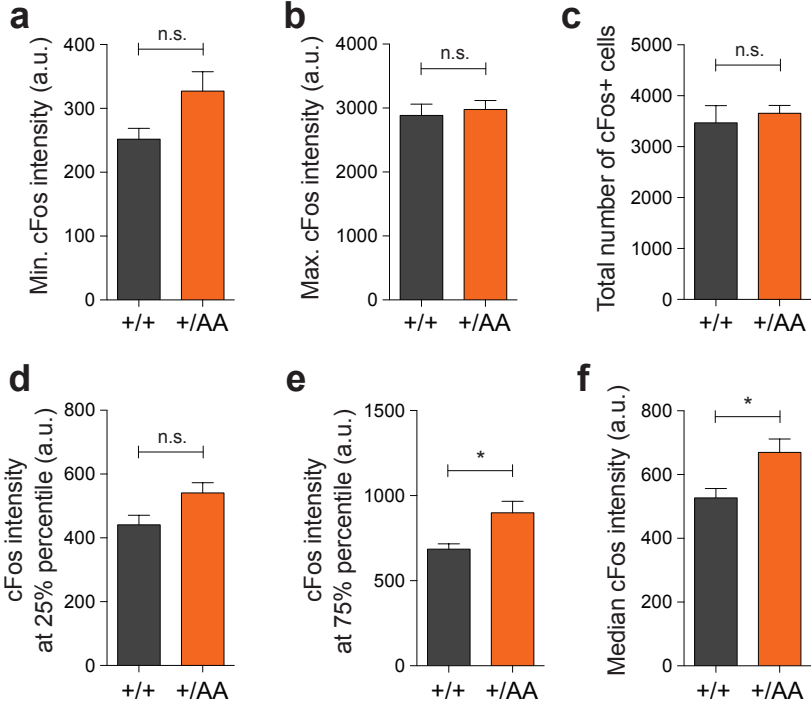 a
Min. cFos intensity (a.u.)
400
300
200
100
0
n.s.
+/+
+/AA
b
Max. cFos intensity (a.u.)
4000
3000
2000
1000
0
n.s.
+/+
+/AA
c
Total number of cFos+ cells
5000
4000
3000
2000
1000
0
n.s.
+/+
+/AA
d
cFos intensity
at 25% percentile (a.u.)
800
600
400
200
0
n.s.
+/+
+/AA
e
cFos intensity
at 75% percentile (a.u.)
1500
1000
500
0
*
+/+
+/AA
f
Median cFos intensity (a.u.)
800
600
400
200
0
*
+/+
+/AA